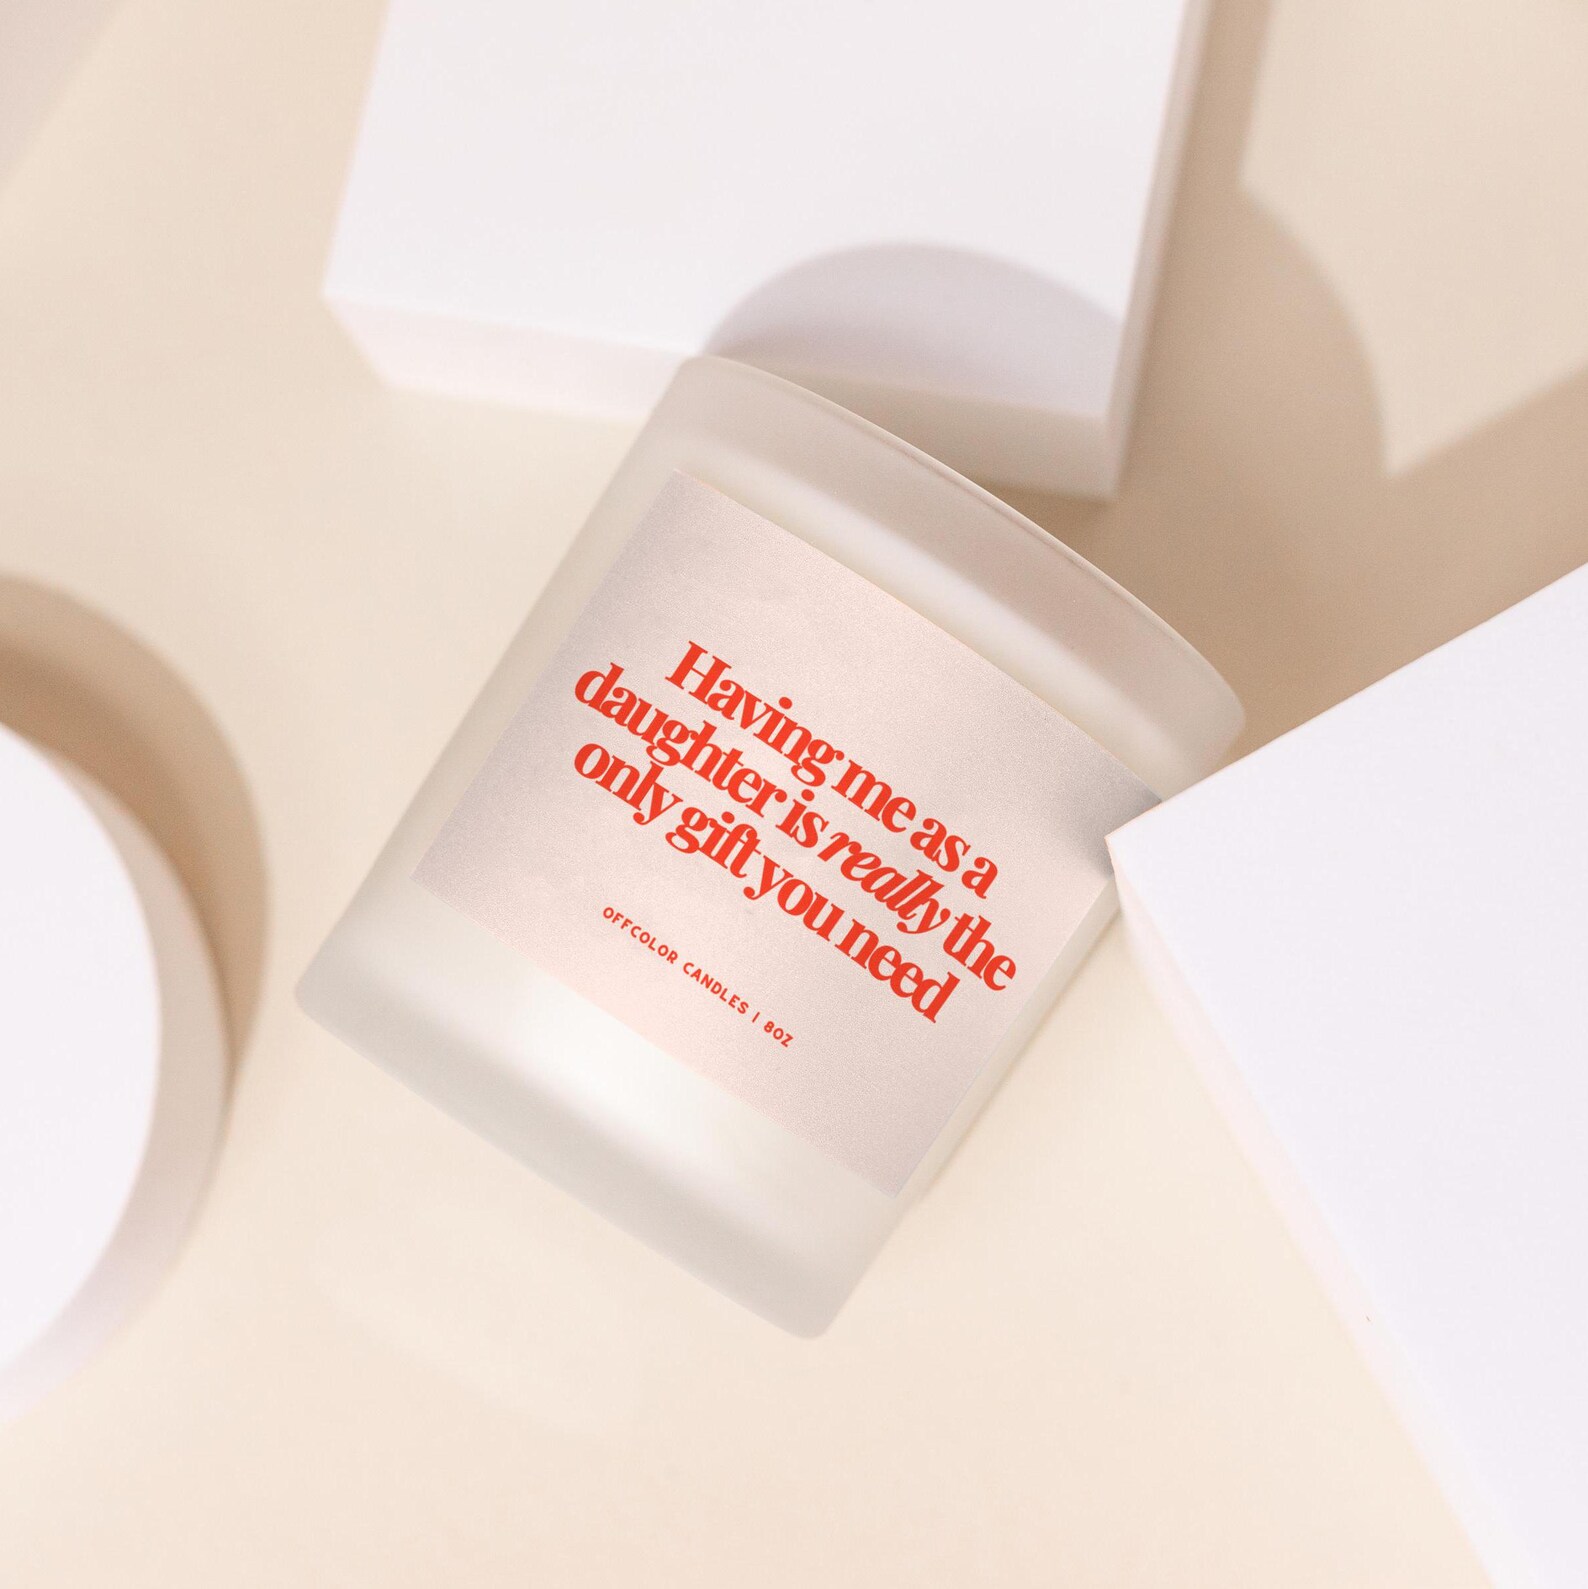 Having me as a
daughter is really the
only gift you need
OFFCOLOR CANDLES | 8OZ